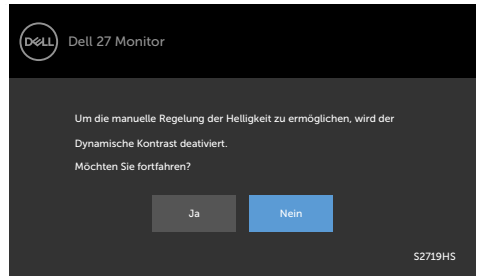 DELL
Dell 27 Monitor
Um die manuelle Regelung der Helligkeit zu ermöglichen, wird der
Dynamische Kontrast deativiert.
Möchten Sie fortfahren?
Ja
Nein
S2719HS